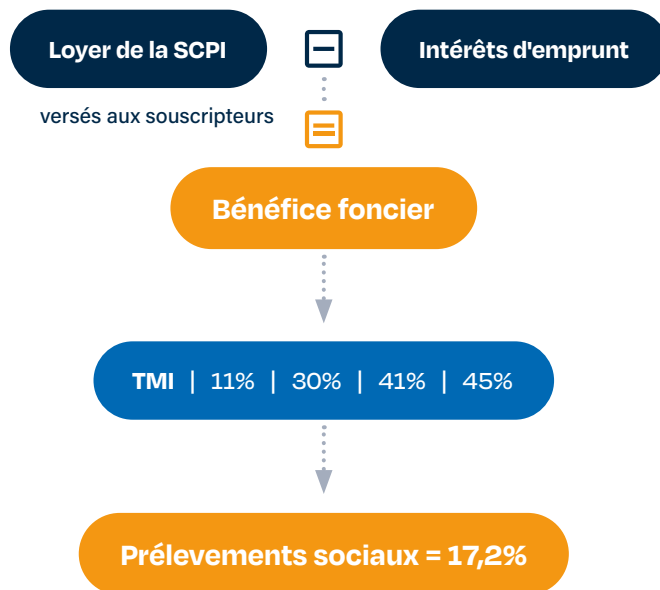 Loyer de la SCPI
Intérêts d'emprunt
versés aux souscripteurs
Bénéfice foncier
TMI | 11% | 30% | 41% | 45%
Prélevements sociaux = 17,2%